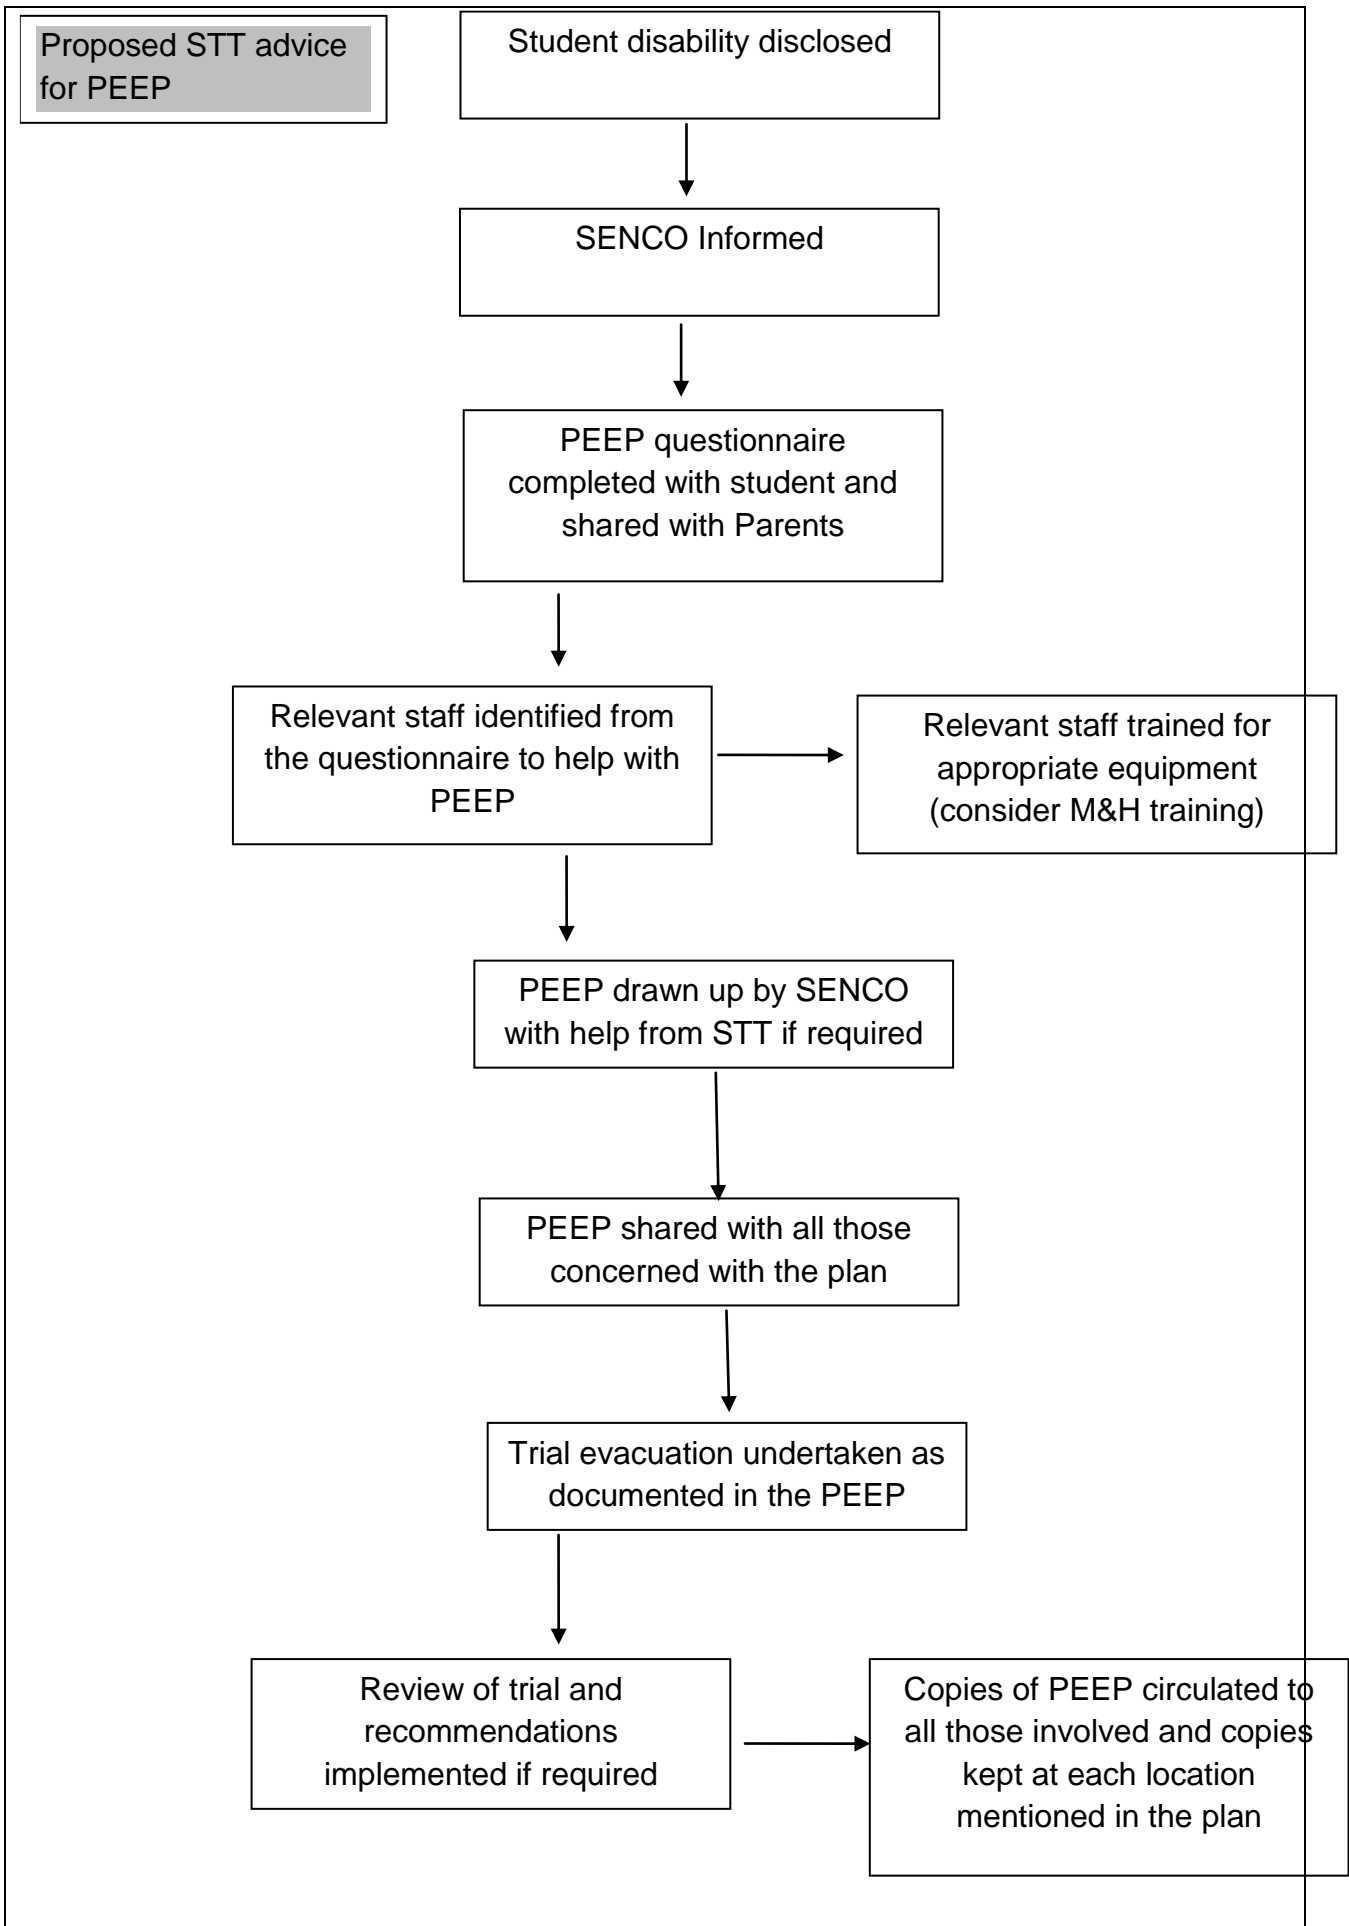 Proposed STT advice
for PEEP
Student disability disclosed
SENCO Informed
PEEP questionnaire
completed with student and
shared with Parents
Relevant staff identified from
the questionnaire to help with
PEEP
Relevant staff trained for
appropriate equipment
(consider M&H training)
PEEP drawn up by SENCO
with help from STT if required
PEEP shared with all those
concerned with the plan
Trial evacuation undertaken as
documented in the PEEP
Review of trial and
recommendations
implemented if required
Copies of PEEP circulated to
all those involved and copies
kept at each location
mentioned in the plan